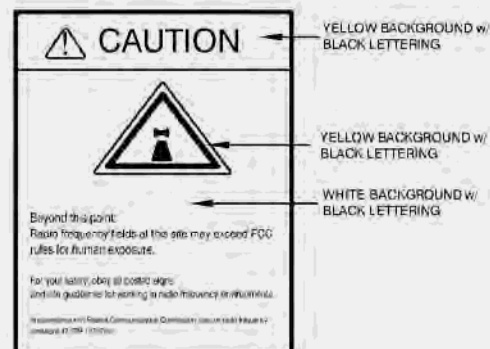 CAUTION
YELLOW BACKGROUND w/
BLACK LETTERING
YELLOW BACKGROUND w/
BLACK LETTERING
WHITE BACKGROUND w/
BLACK LETTERING
Beyond this point:
Radio frequency fields at this site may exceed FCC
rules for human exposure.
For your safety, obey all posted signs
and site guidelines for working in radio frequency environments.